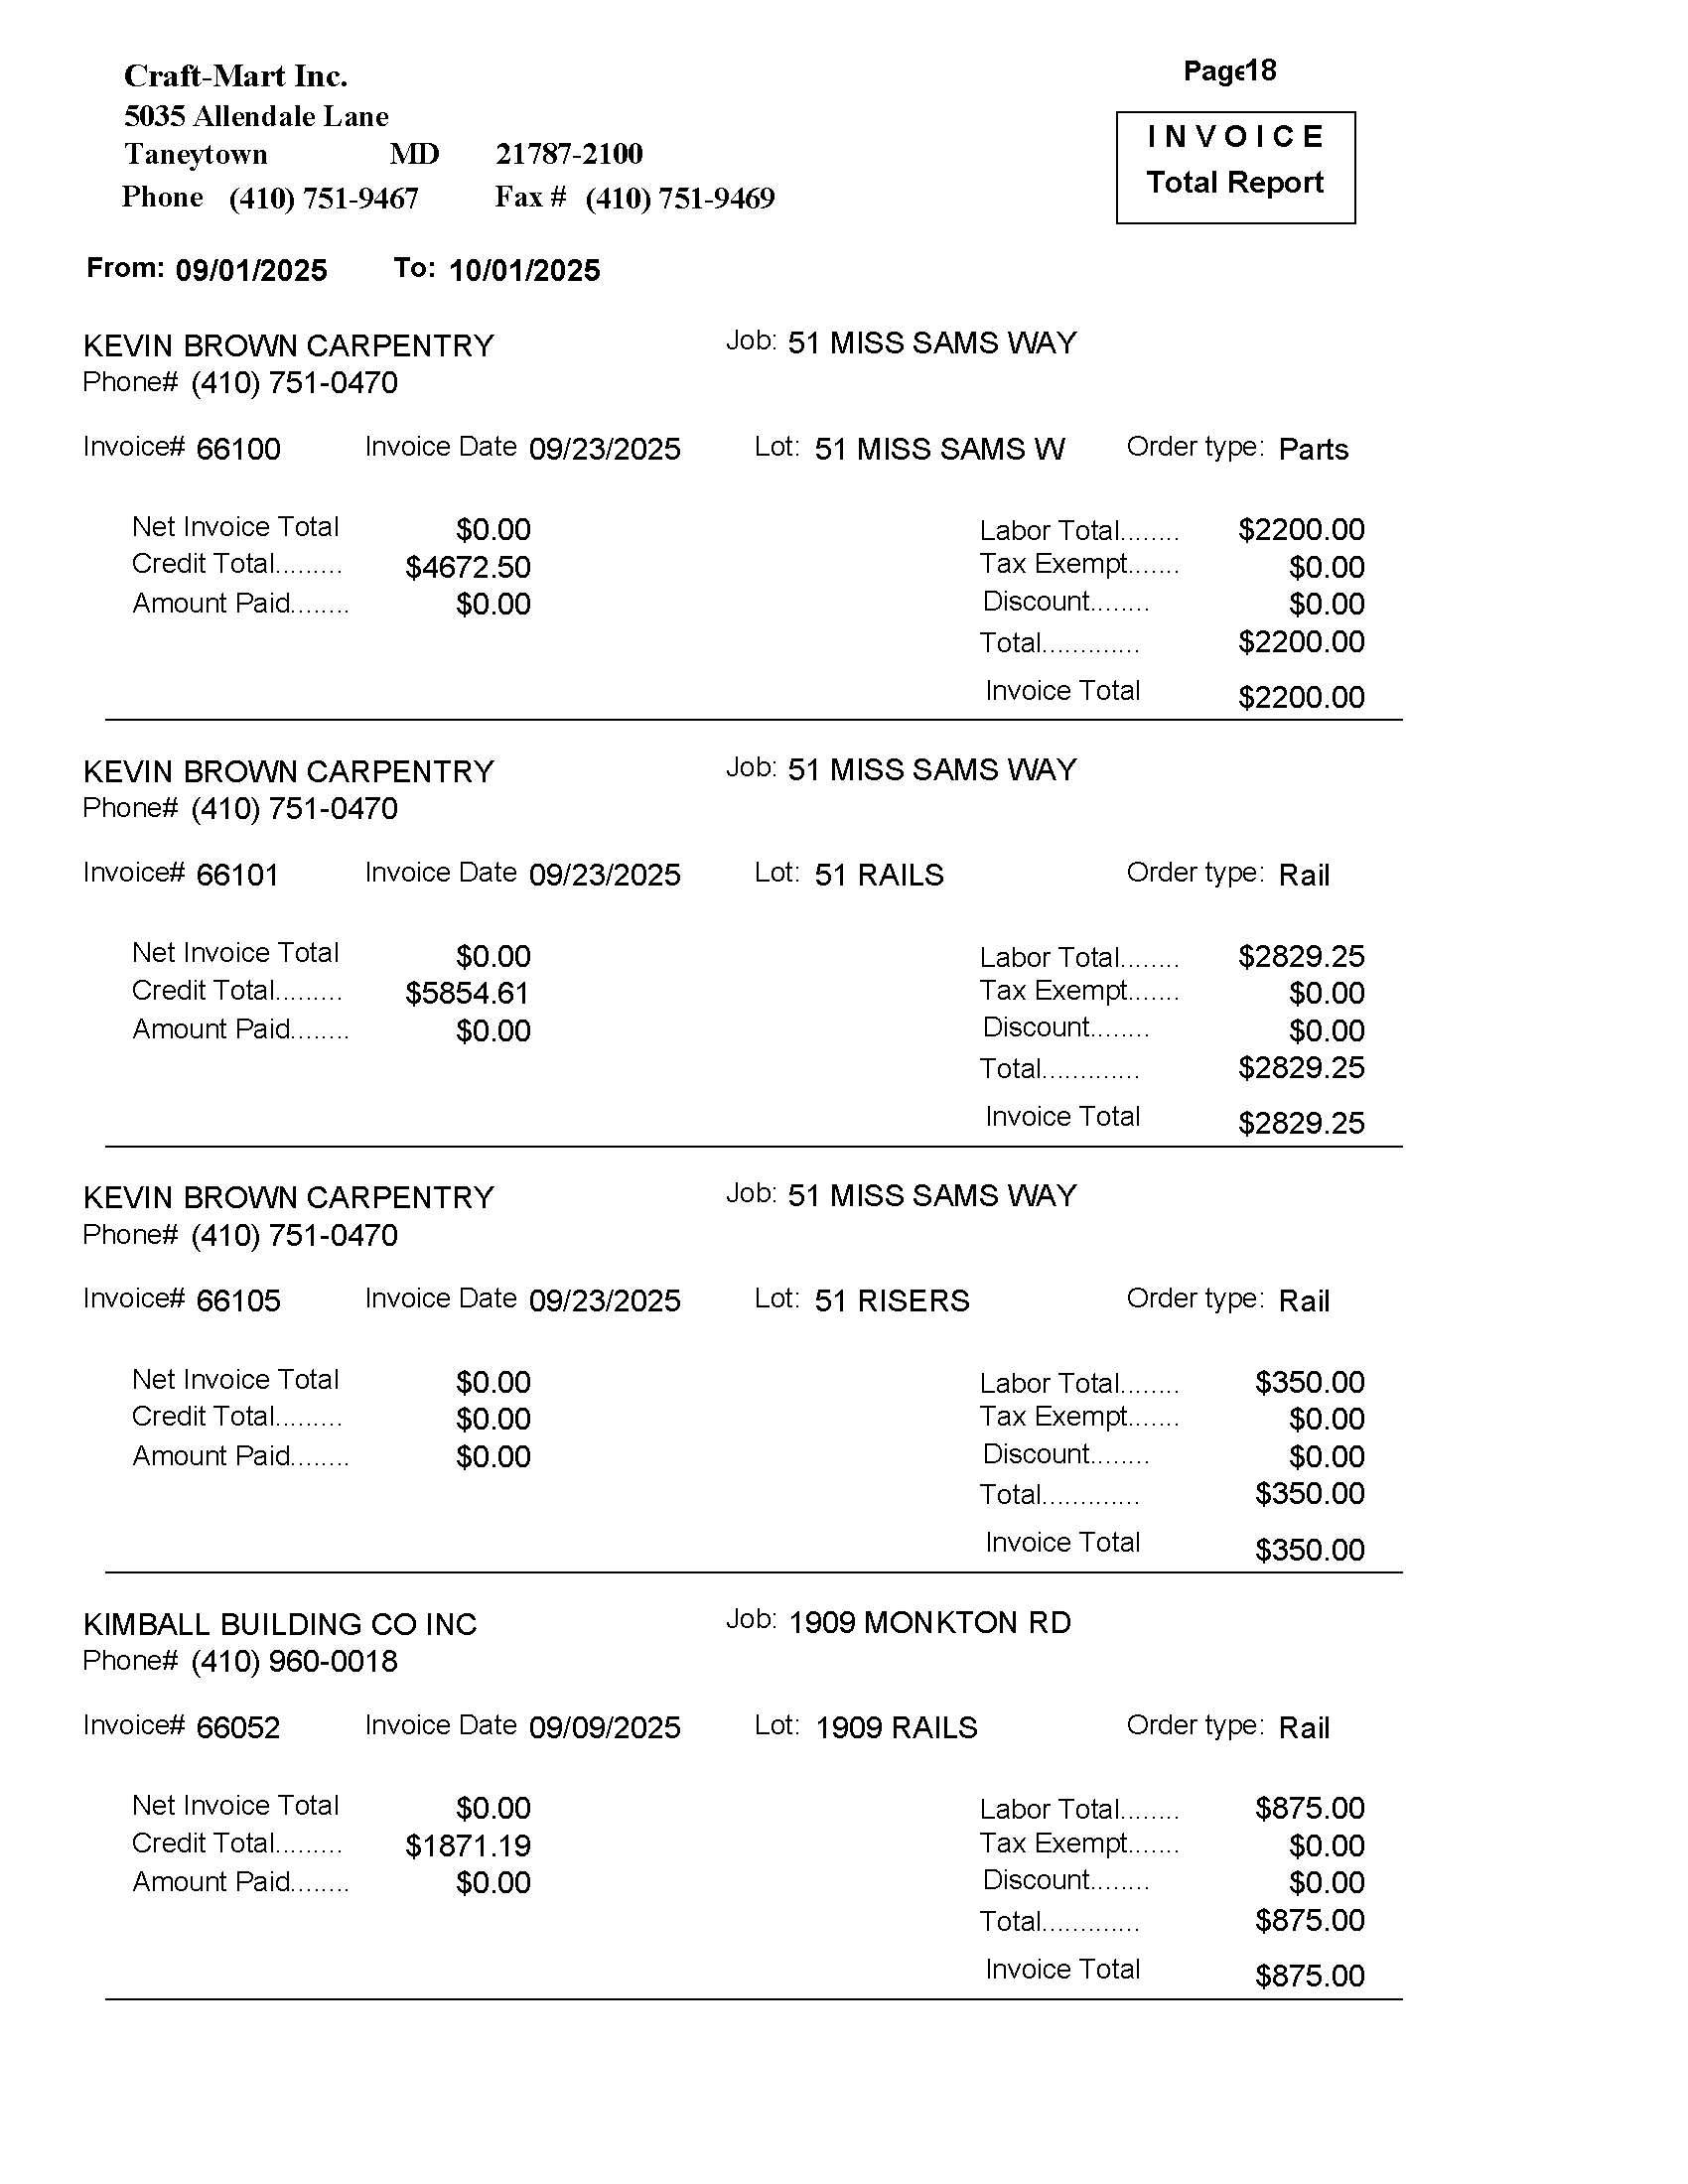 Craft-Mart Inc.
Page18
5035 Allendale Lane
Taneytown MD 21787-2100
Phone (410) 751-9467 Fax # (410) 751-9469
INVOICE
Total Report
From: 09/01/2025 To: 10/01/2025
KEVIN BROWN CARPENTRY Job: 51 MISS SAMS WAY
Phone# (410) 751-0470
Invoice# 66100 Invoice Date 09/23/2025 Lot: 51 MISS SAMS W Order type: Parts
Net Invoice Total $0.00 Labor Total........ $2200.00
Credit Total......... $4672.50 Tax Exempt....... $0.00
Amount Paid........ $0.00 Discount........ $0.00
Total............. $2200.00
Invoice Total $2200.00
KEVIN BROWN CARPENTRY Job: 51 MISS SAMS WAY
Phone# (410) 751-0470
Invoice# 66101 Invoice Date 09/23/2025 Lot: 51 RAILS Order type: Rail
Net Invoice Total $0.00 Labor Total........ $2829.25
Credit Total......... $5854.61 Tax Exempt....... $0.00
Amount Paid........ $0.00 Discount........ $0.00
Total............. $2829.25
Invoice Total $2829.25
KEVIN BROWN CARPENTRY Job: 51 MISS SAMS WAY
Phone# (410) 751-0470
Invoice# 66105 Invoice Date 09/23/2025 Lot: 51 RISERS Order type: Rail
Net Invoice Total $0.00 Labor Total........ $350.00
Credit Total......... $0.00 Tax Exempt....... $0.00
Amount Paid........ $0.00 Discount........ $0.00
Total............. $350.00
Invoice Total $350.00
KIMBALL BUILDING CO INC Job: 1909 MONKTON RD
Phone# (410) 960-0018
Invoice# 66052 Invoice Date 09/09/2025 Lot: 1909 RAILS Order type: Rail
Net Invoice Total $0.00 Labor Total........ $875.00
Credit Total......... $1871.19 Tax Exempt....... $0.00
Amount Paid........ $0.00 Discount........ $0.00
Total............. $875.00
Invoice Total $875.00